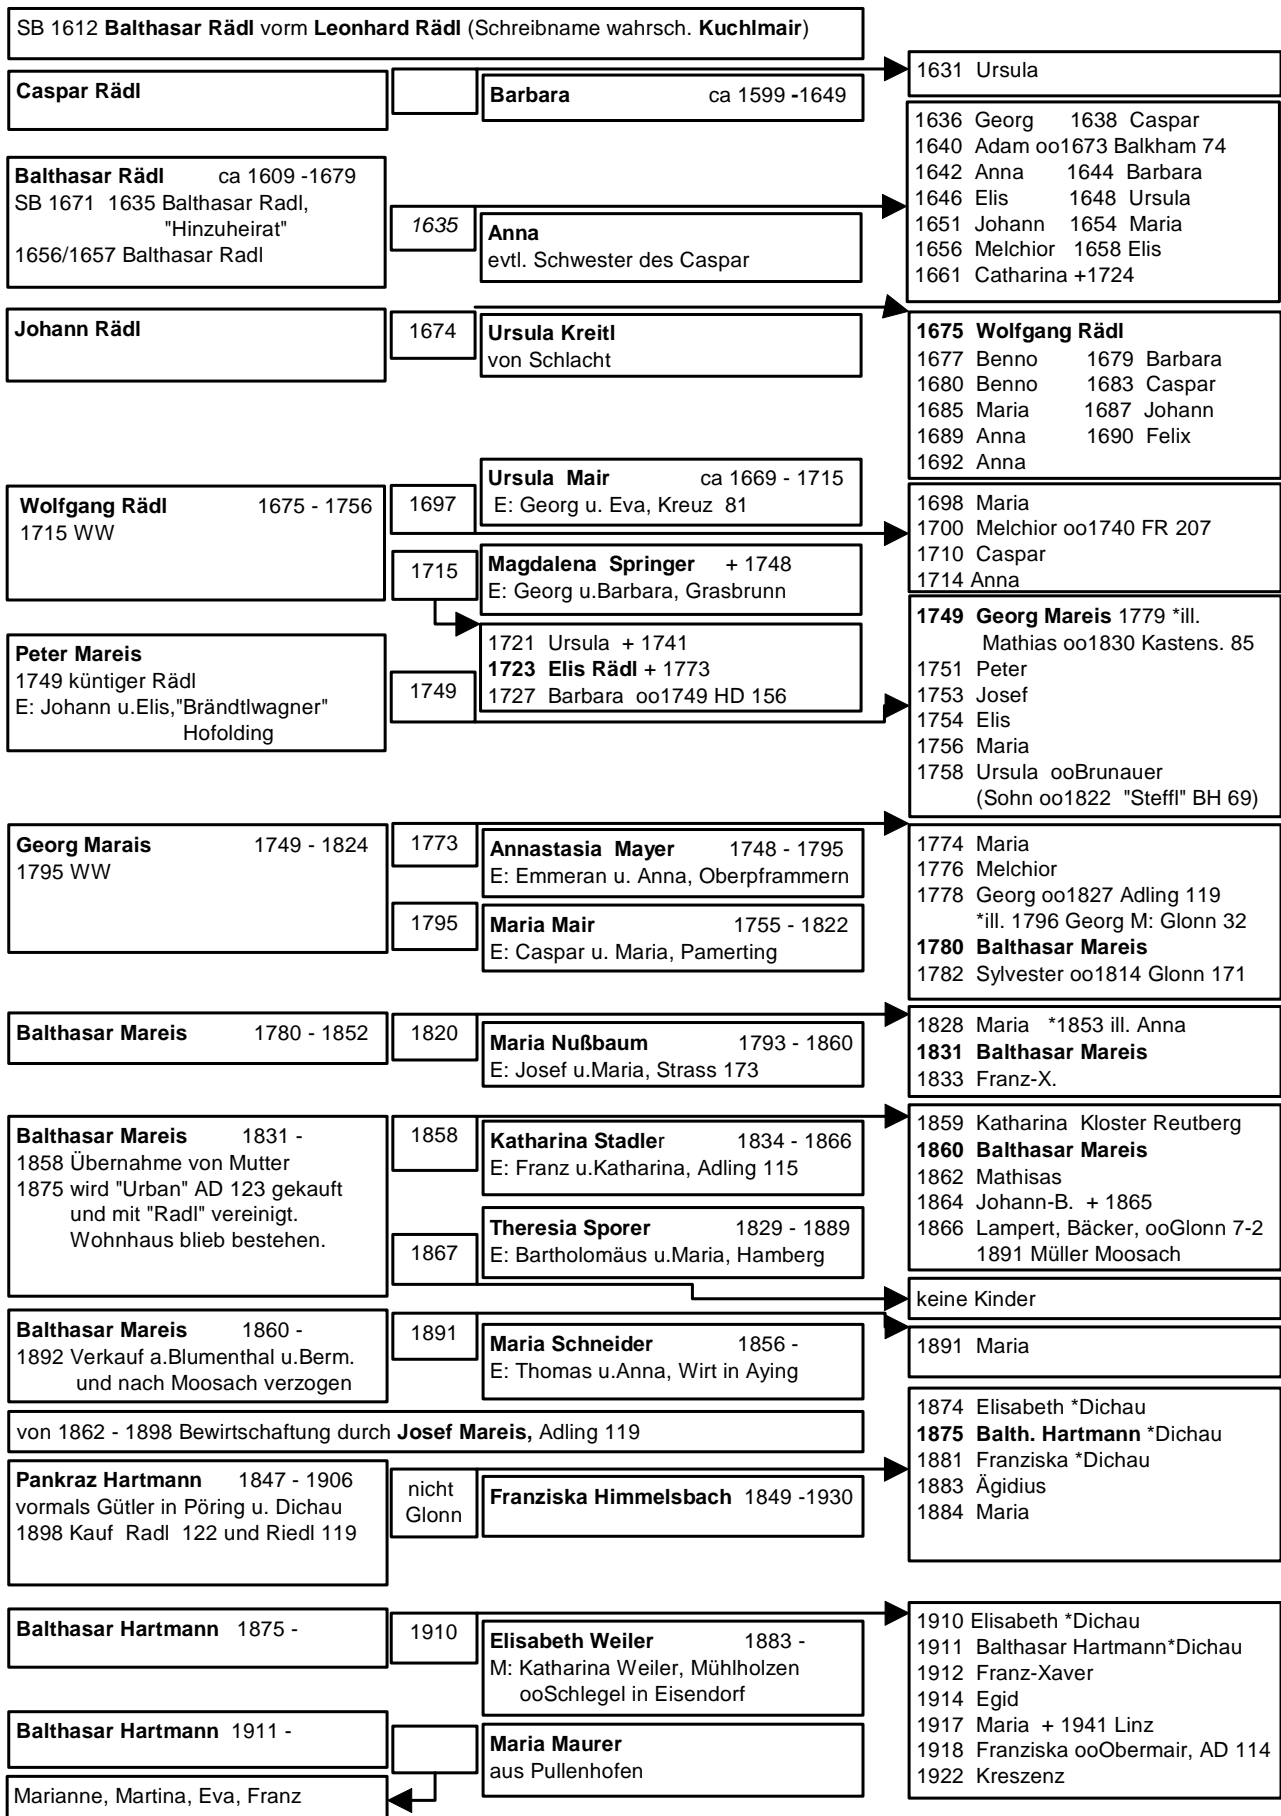 SB 1612 Balthasar Rädl vorm Leonhard Rädl (Schreibname wahrsch. Kuchlmair)
Caspar Rädl
Barbara ca 1599 -1649
1631 Ursula
Balthasar Rädl ca 1609 -1679
SB 1671 1635 Balthasar Radl,
"Hinzuheirat"
1656/1657 Balthasar Radl
1635
Anna
evtl. Schwester des Caspar
1636 Georg 1638 Caspar
1640 Adam oo1673 Balkham 74
1642 Anna 1644 Barbara
1646 Elis 1648 Ursula
1651 Johann 1654 Maria
1656 Melchior 1658 Elis
1661 Catharina +1724
Johann Rädl
1674
Ursula Kreitl
von Schlacht
1675 Wolfgang Rädl
1677 Benno 1679 Barbara
1680 Benno 1683 Caspar
1685 Maria 1687 Johann
1689 Anna 1690 Felix
1692 Anna
Wolfgang Rädl 1675 - 1756
1715 WW
1697
Ursula Mair ca 1669 - 1715
E: Georg u. Eva, Kreuz 81
1698 Maria
1700 Melchior oo1740 FR 207
1710 Caspar
1714 Anna
1715
Magdalena Springer + 1748
E: Georg u.Barbara, Grasbrunn
1721 Ursula + 1741
1723 Elis Rädl + 1773
1727 Barbara oo1749 HD 156
Peter Mareis
1749 küntiger Rädl
E: Johann u.Elis,"Brändtlwagner"
Hofolding
1749
1749 Georg Mareis 1779 *ill.
Mathias oo1830 Kastens. 85
1751 Peter
1753 Josef
1754 Elis
1756 Maria
1758 Ursula ooBrunauer
(Sohn oo1822 "Steffl" BH 69)
Georg Marais 1749 - 1824
1795 WW
1773
Annastasia Mayer 1748 - 1795
E: Emmeran u. Anna, Oberpframmern
1795
Maria Mair 1755 - 1822
E: Caspar u. Maria, Pamerting
1774 Maria
1776 Melchior
1778 Georg oo1827 Adling 119
*ill. 1796 Georg M: Glonn 32
1780 Balthasar Mareis
1782 Sylvester oo1814 Glonn 171
Balthasar Mareis 1780 - 1852
1820
Maria Nußbaum 1793 - 1860
E: Josef u.Maria, Strass 173
1828 Maria *1853 ill. Anna
1831 Balthasar Mareis
1833 Franz-X.
Balthasar Mareis 1831 -
1858 Übernahme von Mutter
1875 wird "Urban" AD 123 gekauft
und mit "Radl" vereinigt.
Wohnhaus blieb bestehen.
1858
Katharina Stadler 1834 - 1866
E: Franz u.Katharina, Adling 115
1859 Katharina Kloster Reutberg
1860 Balthasar Mareis
1862 Mathisas
1864 Johann-B. + 1865
1866 Lampert, Bäcker, ooGlonn 7-2
1891 Müller Moosach
1867
Theresia Sporer 1829 - 1889
E: Bartholomäus u.Maria, Hamberg
keine Kinder
Balthasar Mareis 1860 -
1892 Verkauf a.Blumenthal u.Berm.
und nach Moosach verzogen
1891
Maria Schneider 1856 -
E: Thomas u.Anna, Wirt in Aying
1891 Maria
von 1862 - 1898 Bewirtschaftung durch Josef Mareis, Adling 119
Pankraz Hartmann 1847 - 1906
vormals Gütler in Pöring u. Dichau
1898 Kauf Radl 122 und Riedl 119
nicht
Glonn
Franziska Himmelsbach 1849 -1930
1874 Elisabeth *Dichau
1875 Balth. Hartmann *Dichau
1881 Franziska *Dichau
1883 Ägidius
1884 Maria
Balthasar Hartmann 1875 -
1910
Elisabeth Weiler 1883 -
M: Katharina Weiler, Mühlholzen
ooSchlegel in Eisendorf
1910 Elisabeth *Dichau
1911 Balthasar Hartmann*Dichau
1912 Franz-Xaver
1914 Egid
1917 Maria + 1941 Linz
1918 Franziska ooObermair, AD 114
1922 Kreszenz
Balthasar Hartmann 1911 -
Maria Maurer
aus Pullenhofen
Marianne, Martina, Eva, Franz